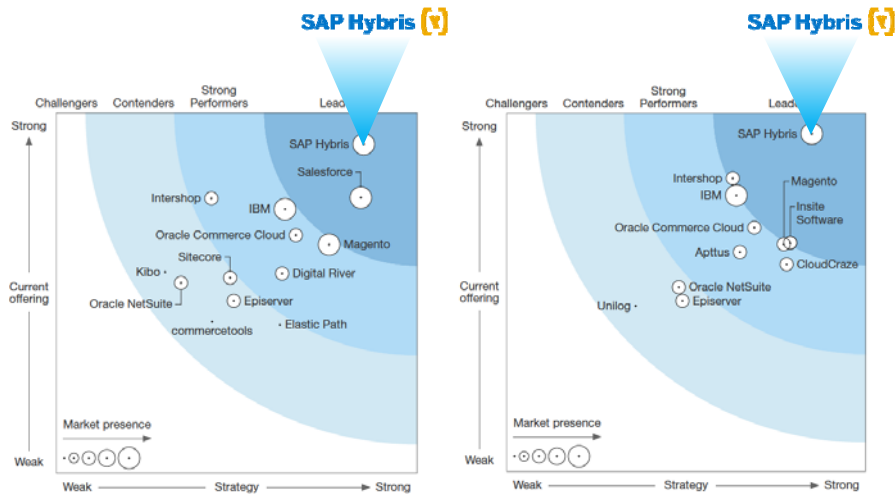 SAP Hybris
Challengers
Contenders
Strong
Performers
Lead
Strong
SAP Hybris
Salesforce
Intershop
IBM
Oracle Commerce Cloud
Magento
Sitecore
Kibo
Digital River
Current
offering
Oracle NetSuite
Episerver
commercetools
Elastic Path
Market presence
Weak
Weak
Strategy
Strong
SAP Hybris
Challengers
Contenders
Strong
Performers
Lead
Strong
SAP Hybris
Intershop
Magento
IBM
Insite
Software
Oracle Commerce Cloud
Apttus
CloudCraze
Current
offering
Oracle NetSuite
Episerver
Unilog
Market presence
Weak
Weak
Strategy
Strong